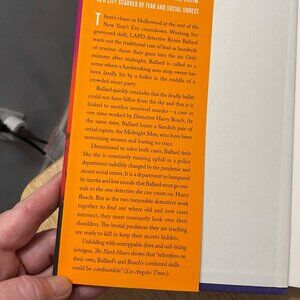 IN A CITY SCARRED BY FEAR AND SOCIAL UNREST
There's chaos in Hollywood at the end of the
New Year's Eve countdown. Working her
graveyard shift, LAPD detective Renée Ballard
waits out the traditional rain of lead as hundreds
of revelers shoot their guns into the air. Only
minutes after midnight, Ballard is called to a
scene where a hardworking auto shop owner has
been fatally hit by a bullet in the middle of a
crowded street party.
Ballard quickly concludes that the deadly bullet
could not have fallen from the sky and that it is
linked to another unsolved murder—a case at
one time worked by Detective Harry Bosch. At
the same time, Ballard hunts a fiendish pair of
serial rapists, the Midnight Men, who have been
terrorizing women and leaving no trace.
Determined to solve both cases, Ballard feels
like she is constantly running uphill in a police
department indelibly changed by the pandemic and
recent social unrest. It is a department so hampered
by inertia and low morale that Ballard must go out-
side to the one detective she can count on: Harry
Bosch. But as the two inexorable detectives work
together to find out where old and new cases
intersect, they must constantly look over their
shoulders. The brutal predators they are tracking
are ready to kill to keep their secrets hidden.
Unfolding with unstoppable drive and nail-biting
intrigue, The Dark Hours shows that "relentless on
their own, Ballard's and Bosch's combined skills…
could be combustible" (Los Angeles Times).